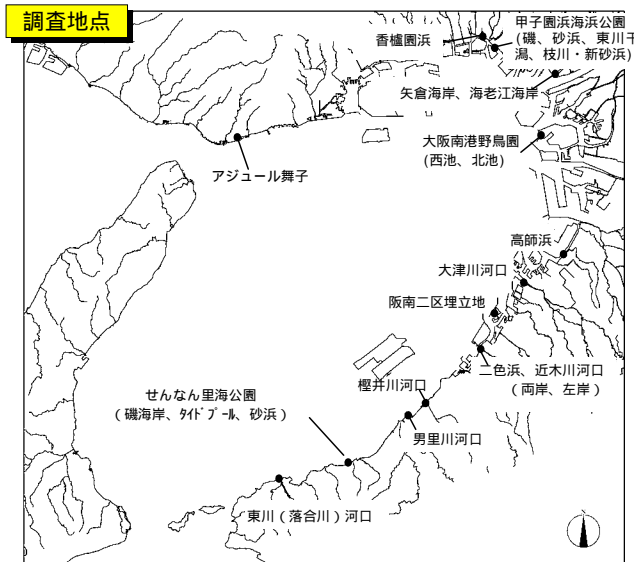 調査地点
甲子園浜海浜公園
(磯、砂浜、東川干
潟、枝川・新砂浜)
香櫨園浜
矢倉海岸、海老江海岸
大阪南港野鳥園
(西池、北池)
アジュール舞子
高師浜
大津川河口
阪南二区埋立地
二色浜、近木川河口
(両岸、左岸)
樫井川河口
せんなん里海公園
(磯海岸、ﾀｲﾄﾞﾌﾟｰﾙ、砂浜)
男里川河口
東川(落合川)河口